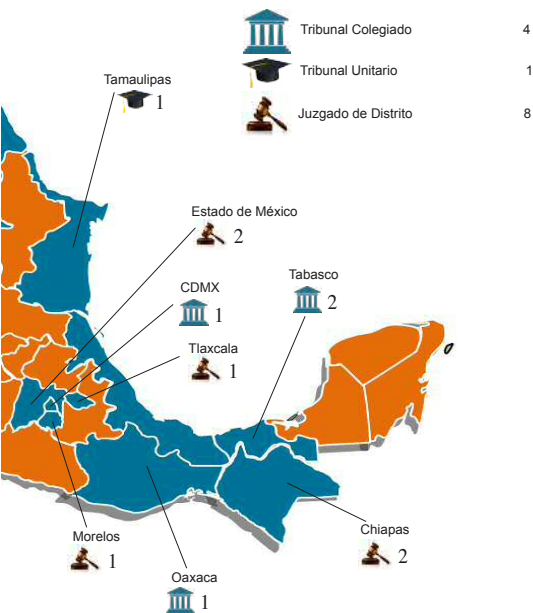 Tribunal Colegiado 4
Tribunal Unitario 1
Juzgado de Distrito 8
Tamaulipas
1
Estado de México
2
CDMX
1
Tabasco
2
Tlaxcala
1
Morelos
1
Oaxaca
1
Chiapas
2